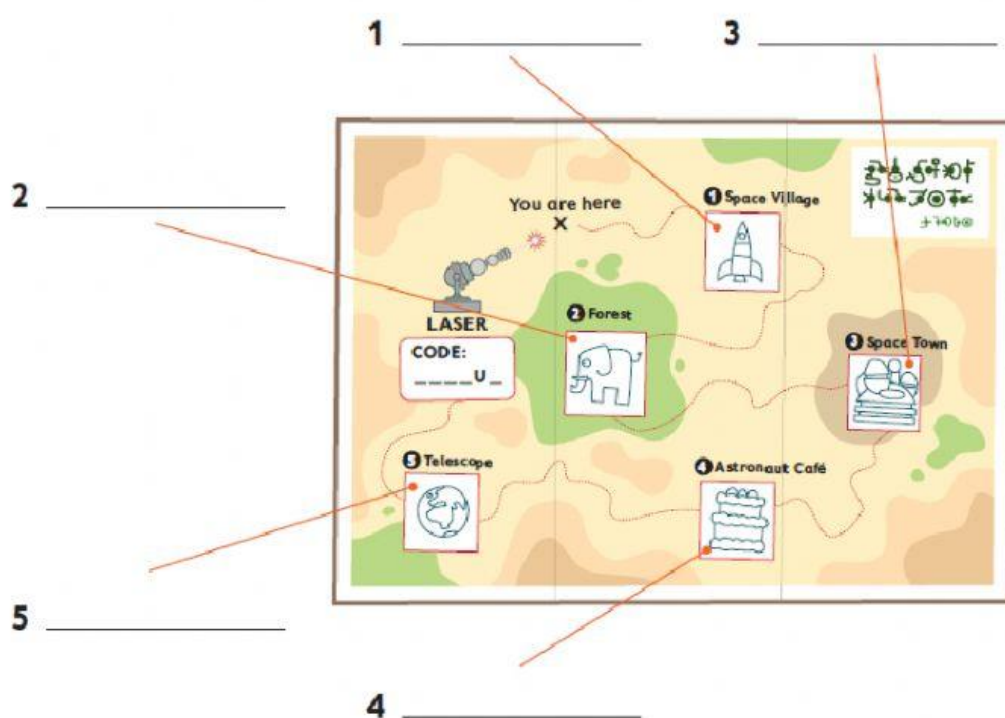 1
3
2
You are here
X
1 Space Village
LASER
2 Forest
CODE:
_ _ _ _ U _
3 Space Town
5 Telescope
4 Astronaut Café
5
4